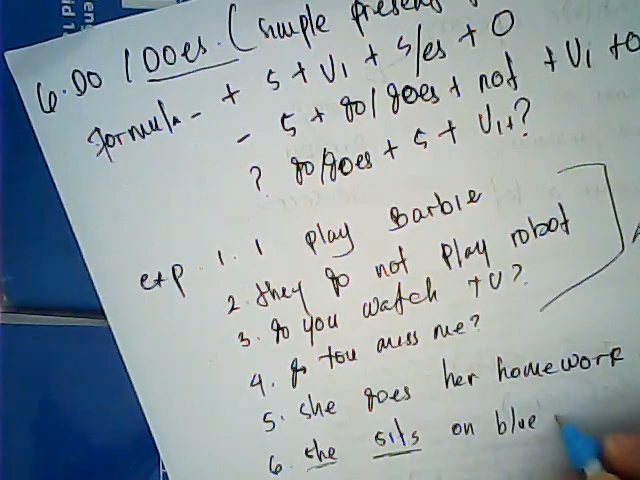 6. Do / Does. ( simple present
Formula - + S + V1 + s/es + O
- S + do/does + not + V1 + O
? do/does + S + V1+?
exp. 1. I play Barbie
2. they do not play robot
3. do you watch TV?
4. do you miss me?
5. she does her homework
6. she sits on blue